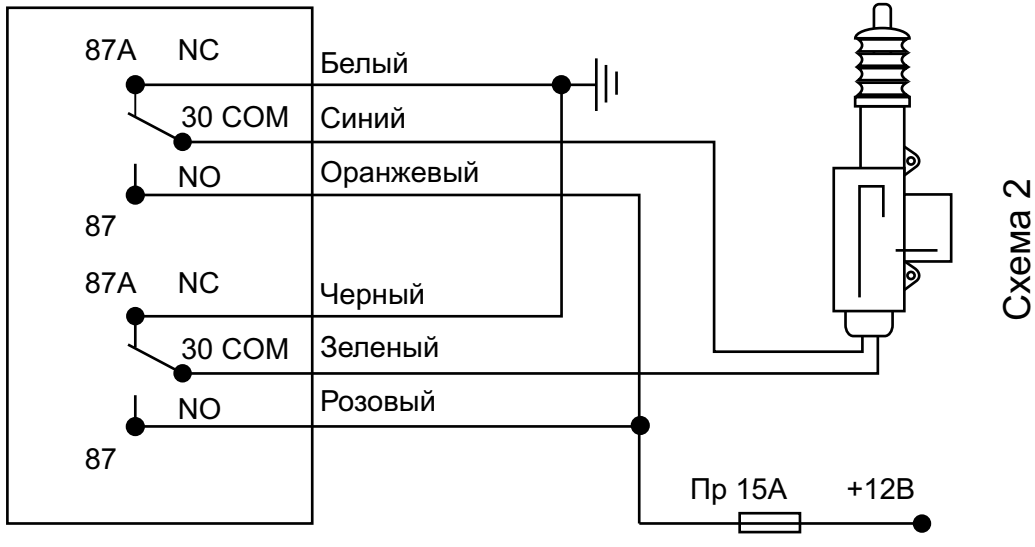 87A NC
Белый
30 COM
Синий
NO
Оранжевый
87
87A NC
Черный
30 COM
Зеленый
NO
Розовый
87
Пр 15А
+12В
Схема 2